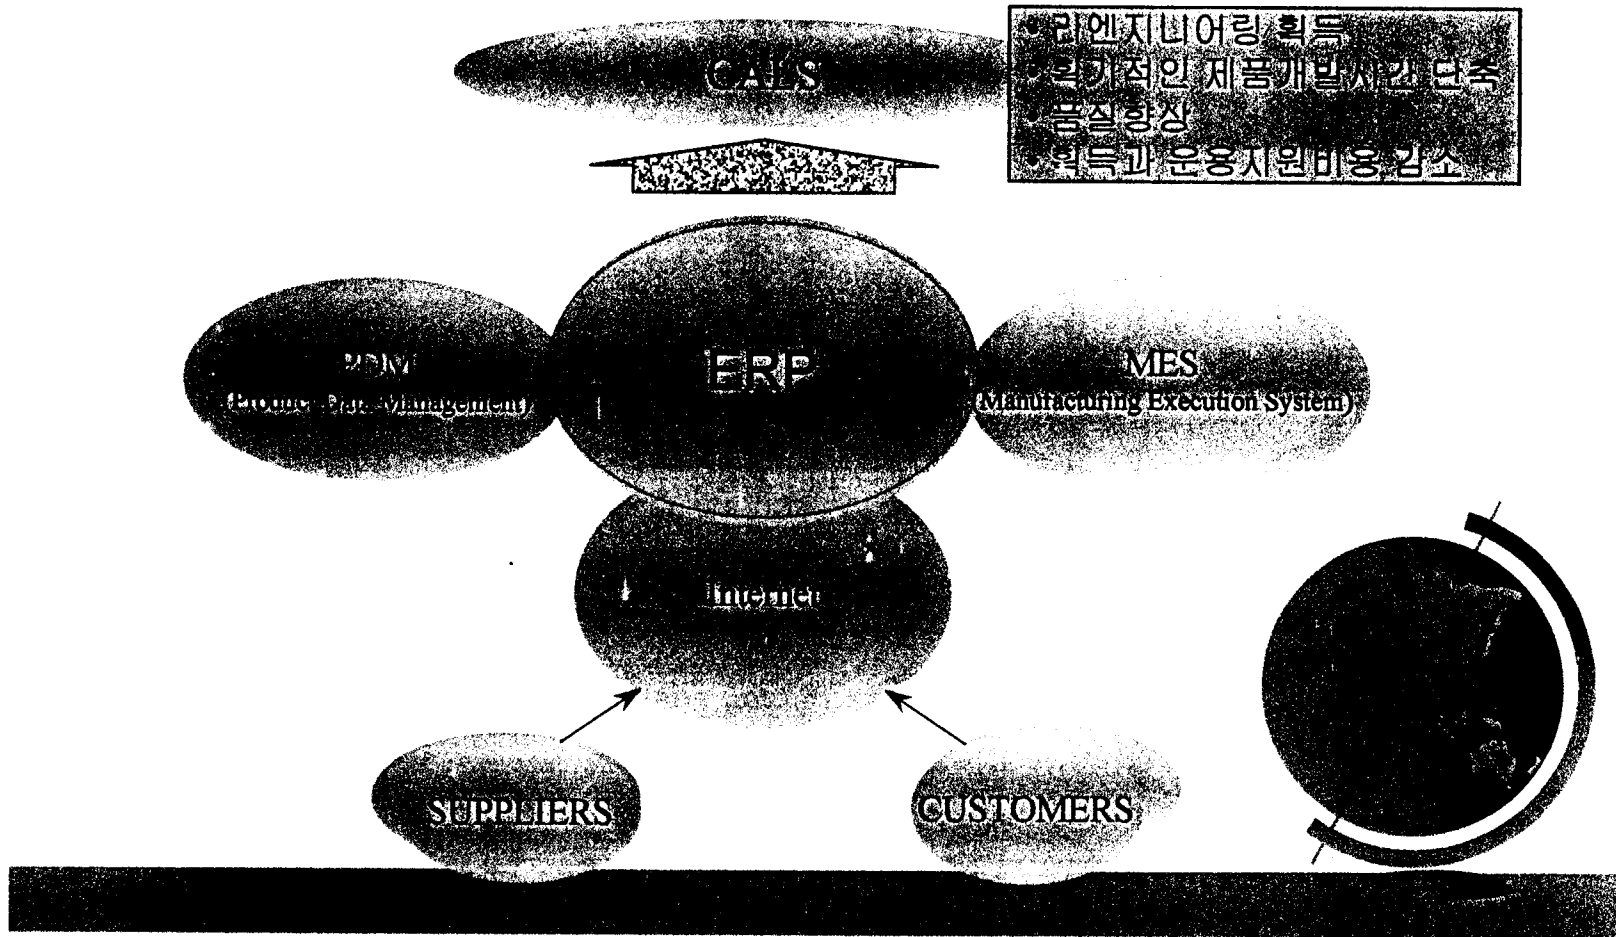 CALS
• 리엔지니어링 획득
• 획기적인 제품개발시간 단축
• 품질향상
• 획득과 운용지원비용 감소
PDM
(Product Data Management)
ERP
MES
(Manufacturing Execution System)
Internet
SUPPLIERS
CUSTOMERS